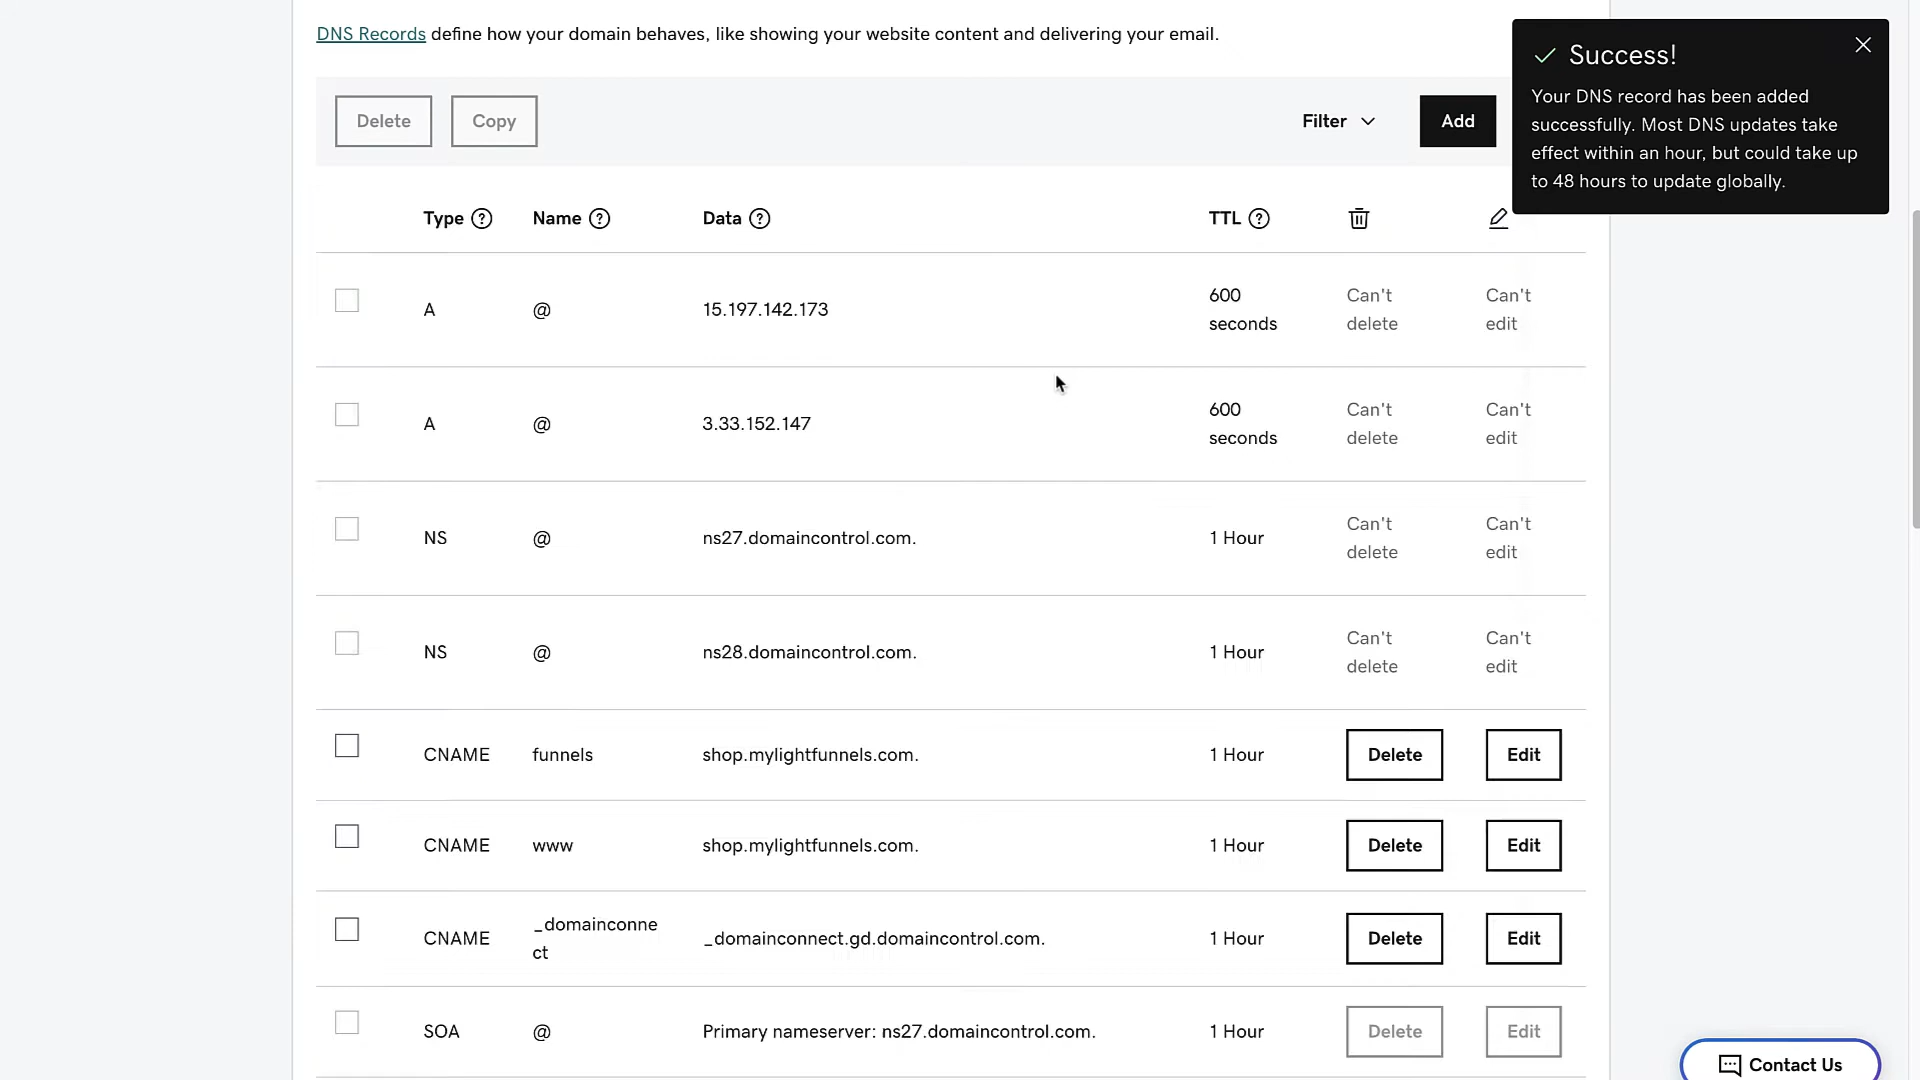 DNS Records define how your domain behaves, like showing your website content and delivering your email.
Success!
Your DNS record has been added
successfully. Most DNS updates take
effect within an hour, but could take up
to 48 hours to update globally.
Delete Copy Filter Add
Type Name Data TTL
A @ 15.197.142.173 600 seconds Can't delete Can't edit
A @ 3.33.152.147 600 seconds Can't delete Can't edit
NS @ ns27.domaincontrol.com. 1 Hour Can't delete Can't edit
NS @ ns28.domaincontrol.com. 1 Hour Can't delete Can't edit
CNAME funnels shop.mylightfunnels.com. 1 Hour Delete Edit
CNAME www shop.mylightfunnels.com. 1 Hour Delete Edit
CNAME _domainconnect _domainconnect.gd.domaincontrol.com. 1 Hour Delete Edit
SOA @ Primary nameserver: ns27.domaincontrol.com. 1 Hour Delete Edit
Contact Us